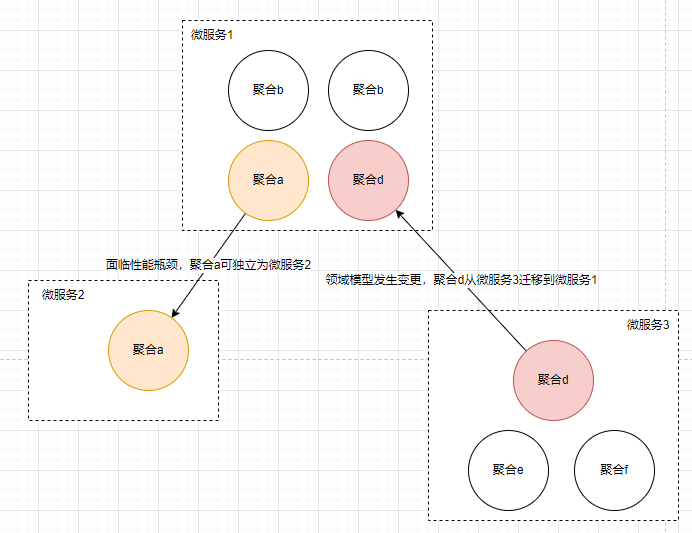 微服务1
聚合b
聚合b
聚合a
聚合d
面临性能瓶颈，聚合a可独立为微服务2
领域模型发生变更，聚合d从微服务3迁移到微服务1
微服务2
聚合a
微服务3
聚合d
聚合e
聚合f